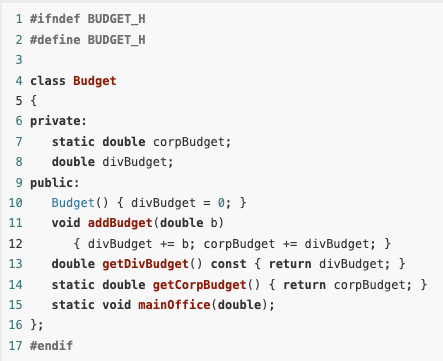 1 #ifndef BUDGET_H
2 #define BUDGET_H
3
4 class Budget
5 {
6 private:
7    static double corpBudget;
8    double divBudget;
9 public:
10    Budget() { divBudget = 0; }
11    void addBudget(double b)
12       { divBudget += b; corpBudget += divBudget; }
13    double getDivBudget() const { return divBudget; }
14    static double getCorpBudget() { return corpBudget; }
15    static void mainOffice(double);
16 };
17 #endif